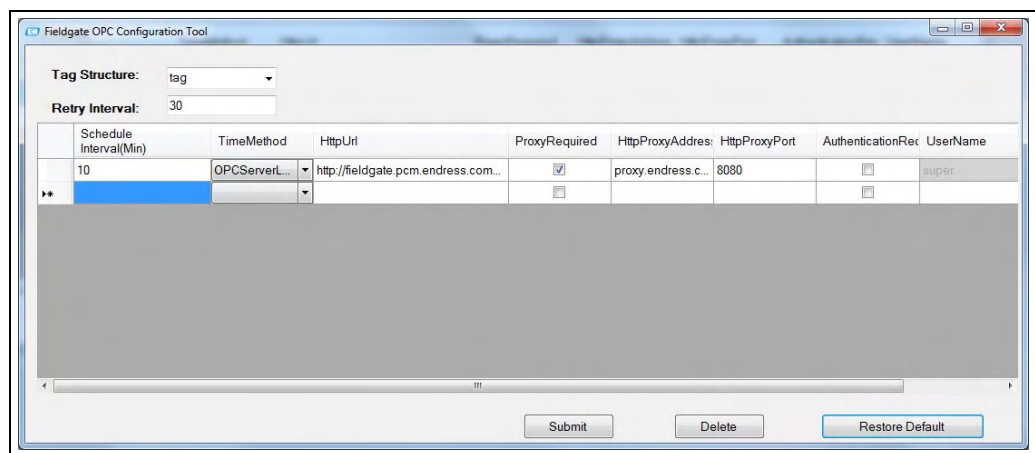 Fieldgate OPC Configuration Tool
Tag Structure: tag
Retry Interval: 30
Schedule Interval(Min) TimeMethod HttpUrl ProxyRequired HttpProxyAddres HttpProxyPort AuthenticationRec UserName
10 OPCServerL... http://fieldgate.pcm.endress.com... proxy.endress.c... 8080 super
Submit Delete Restore Default